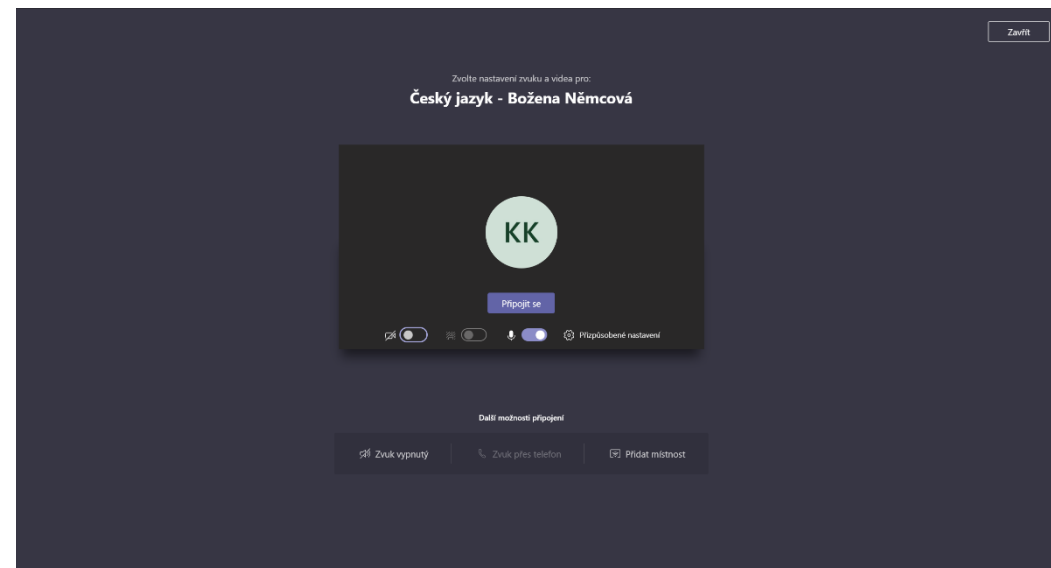 Zavřít
Zvolte nastavení zvuku a videa pro:
Český jazyk - Božena Němcová
KK
Připojit se
Přizpůsobené nastavení
Další možnosti připojení
Zvuk vypnutý Zvuk přes telefon Přidat místnost